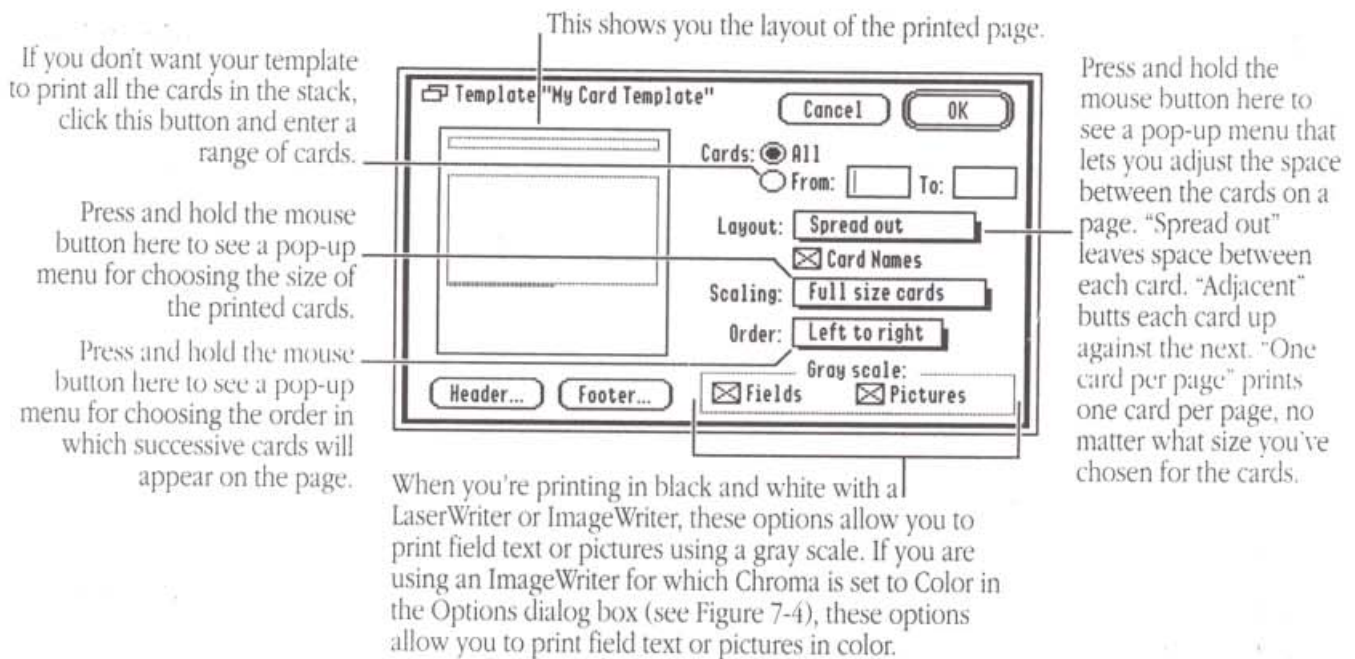 This shows you the layout of the printed page.
If you don't want your template
to print all the cards in the stack,
click this button and enter a
range of cards.
Press and hold the mouse
button here to see a pop-up
menu for choosing the size of
the printed cards.
Press and hold the mouse
button here to see a pop-up
menu for choosing the order in
which successive cards will
appear on the page.
Template "My Card Template"
Cancel
OK
Cards: All
From: To:
Layout: Spread out
Card Names
Scaling: Full size cards
Order: Left to right
Gray scale:
Header... Footer... Fields Pictures
Press and hold the
mouse button here to
see a pop-up menu that
lets you adjust the space
between the cards on a
page. “Spread out”
leaves space between
each card. “Adjacent”
butts each card up
against the next. “One
card per page” prints
one card per page, no
matter what size you've
chosen for the cards.
When you're printing in black and white with a
LaserWriter or ImageWriter, these options allow you to
print field text or pictures using a gray scale. If you are
using an ImageWriter for which Chroma is set to Color in
the Options dialog box (see Figure 7-4), these options
allow you to print field text or pictures in color.